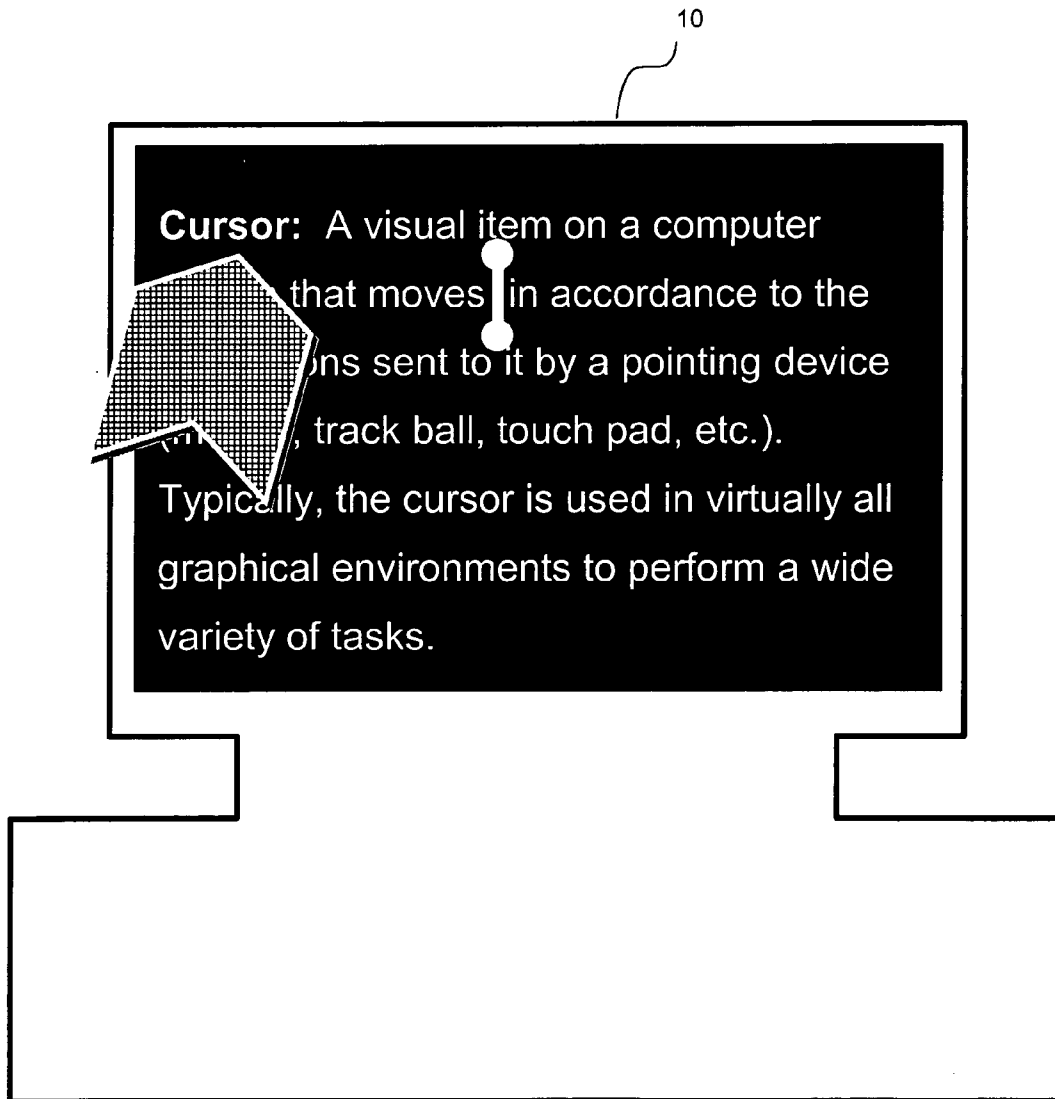 10
Cursor: A visual item on a computer
that moves in accordance to the
sent to it by a pointing device
track ball, touch pad, etc.).
Typically, the cursor is used in virtually all
graphical environments to perform a wide
variety of tasks.